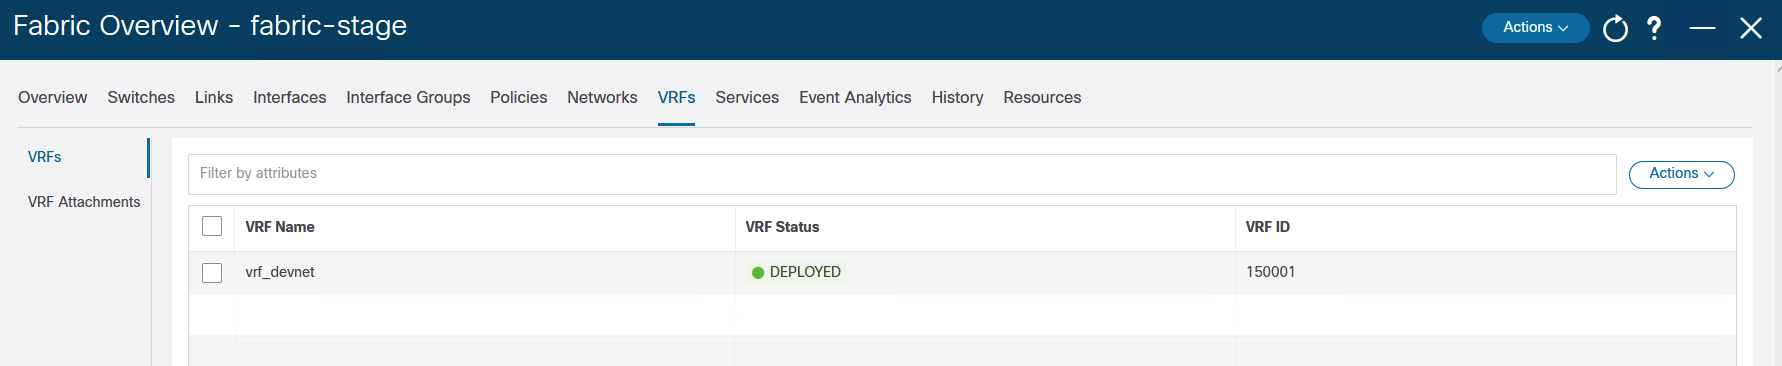 Fabric Overview - fabric-stage
Actions
Overview Switches Links Interfaces Interface Groups Policies Networks VRFs Services Event Analytics History Resources
VRFs
VRF Attachments
Filter by attributes
Actions
VRF Name VRF Status VRF ID
vrf_devnet DEPLOYED 150001